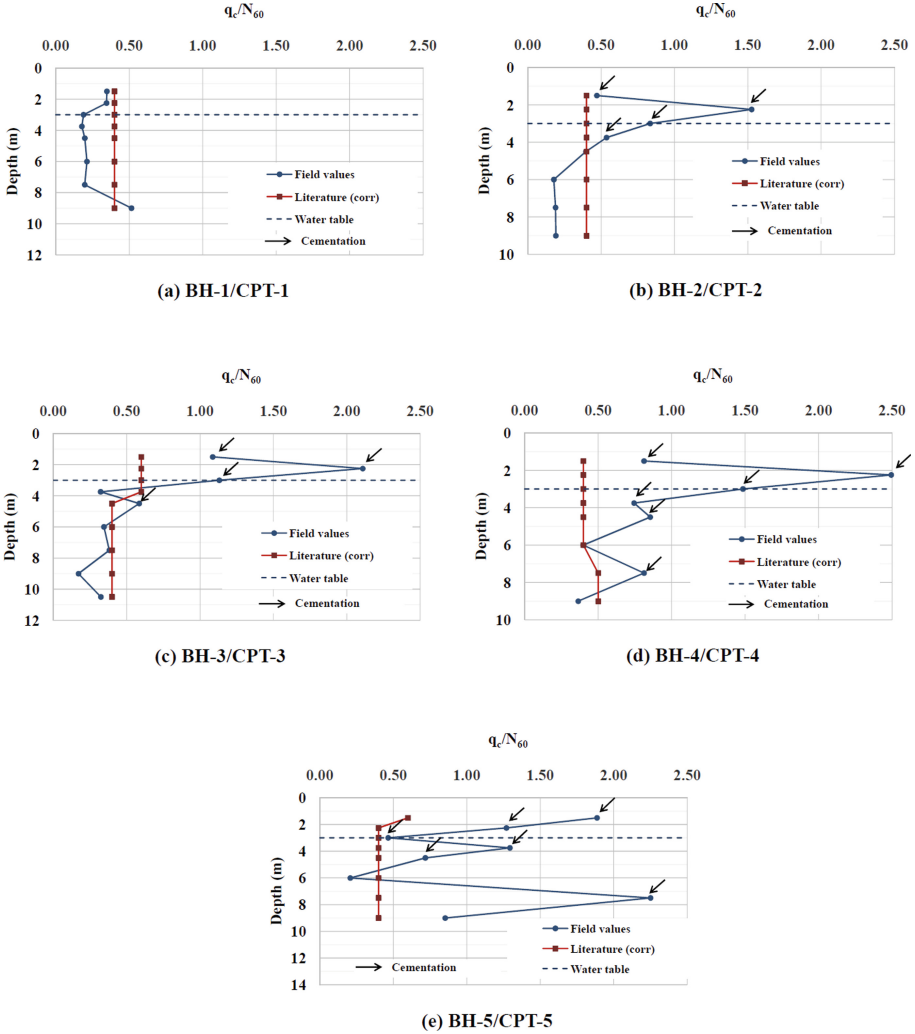 qc/N60
0.00 0.50 1.00 1.50 2.00 2.50
0
2
4
6
8
10
12
Depth (m)
Field values
Literature (corr)
Water table
Cementation
(a) BH-1/CPT-1
qc/N60
0.00 0.50 1.00 1.50 2.00 2.50
0
2
4
6
8
10
Depth (m)
Field values
Literature (corr)
Water table
Cementation
(b) BH-2/CPT-2
qc/N60
0.00 0.50 1.00 1.50 2.00 2.50
0
2
4
6
8
10
12
Depth (m)
Field values
Literature (corr)
Water table
Cementation
(c) BH-3/CPT-3
qc/N60
0.00 0.50 1.00 1.50 2.00 2.50
0
2
4
6
8
10
Depth (m)
Field values
Literature (corr)
Water table
Cementation
(d) BH-4/CPT-4
qc/N60
0.00 0.50 1.00 1.50 2.00 2.50
0
2
4
6
8
10
12
14
Depth (m)
Field values
Literature (corr)
Water table
Cementation
(e) BH-5/CPT-5